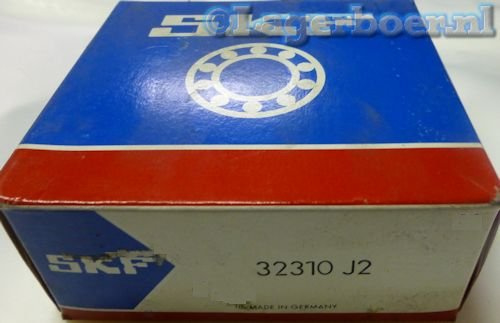 ©Lagerboer.nl
SKF
SKF
32310 J2
MADE IN GERMANY